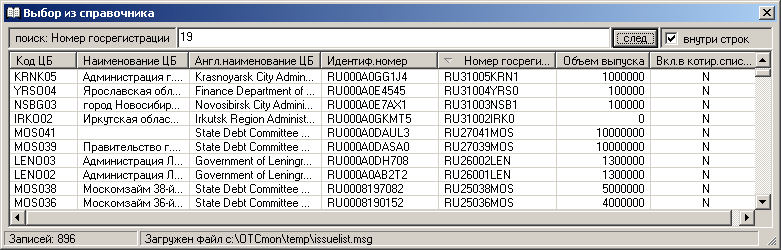 Выбор из справочника
поиск: Номер госрегистрации 19 след внутри строк
Код ЦБ Наименование ЦБ Англ.наименование ЦБ Идентиф.номер Номер госреги... Объем выпуска Вкл.в котир.спис...
KRNK05 Администрация г.... Krasnoyarsk City Admini... RU000A0GG1J4 RU31005KRN1 1000000 N
YRS004 Ярославская обла... Finance Department of ... RU000A0E4545 RU31004YRS0 100000 N
NSBG03 город Новосибир... Novosibirsk City Admini... RU000A0E7AX1 RU31003NSB1 100000 N
IRK002 Иркутская облас... Irkutsk Region Administ... RU000A0GKMT5 RU31002IRK0 0 N
MOS041 State Debt Committee ... RU000A0DAUL3 RU27041MOS 10000000 N
MOS039 Правительство г.... State Debt Committee ... RU000A0DASA0 RU27039MOS 10000000 N
LEN003 Администрация Л... Government of Leningr... RU000A0DH708 RU26002LEN 1300000 N
LEN002 Администрация Л... Government of Leningr... RU000A0AB2T2 RU26001LEN 1300000 N
MOS038 Москомзайм 38-й... State Debt Committee ... RU0008197082 RU25038MOS 5000000 N
MOS036 Москомзайм 36-й... State Debt Committee ... RU0008190152 RU25036MOS 4000000 N
Записей: 896 Загружен файл c:\OTCmon\temp\issuelist.msg